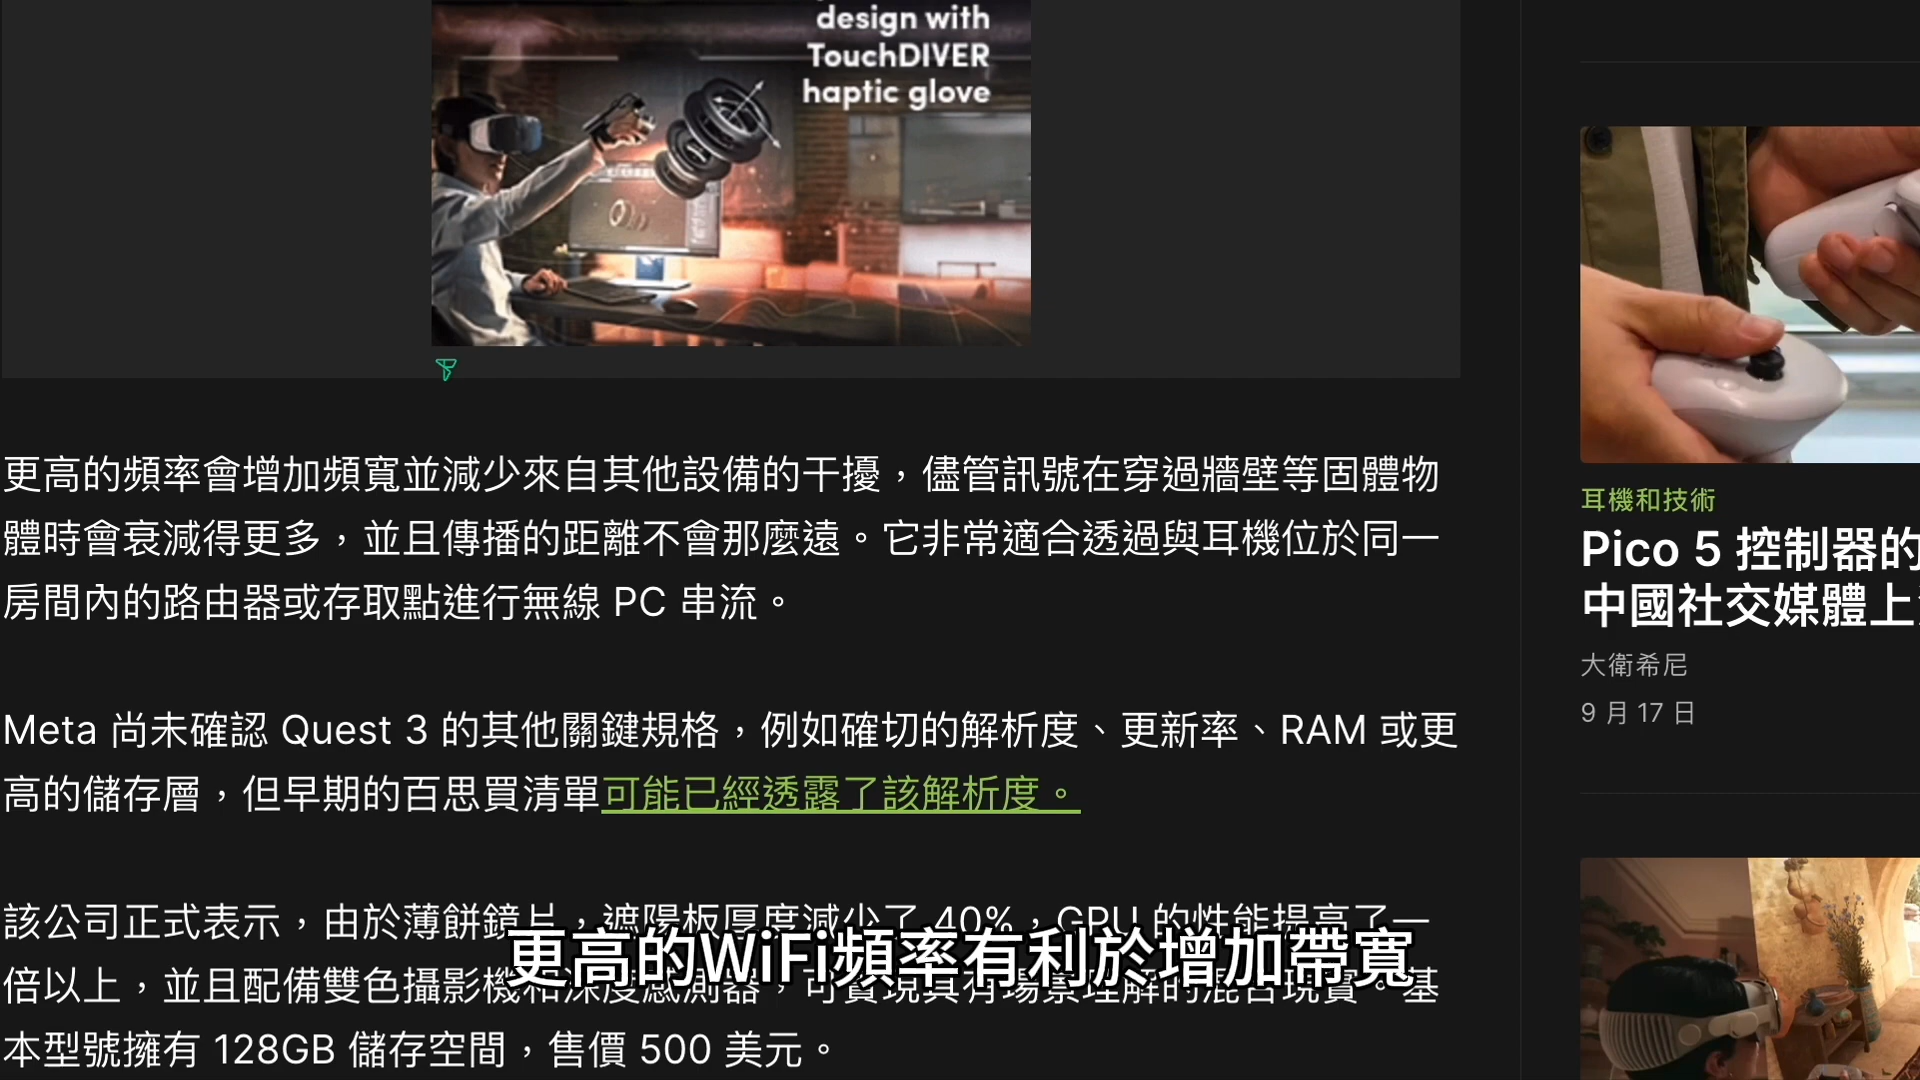 design with
TouchDIVER
haptic glove
更高的頻率會增加頻寬並減少來自其他設備的干擾，儘管訊號在穿過牆壁等固體物
體時會衰減得更多，並且傳播的距離不會那麼遠。它非常適合透過與耳機位於同一
房間內的路由器或存取點進行無線 PC 串流。
Meta 尚未確認 Quest 3 的其他關鍵規格，例如確切的解析度、更新率、RAM 或更
高的儲存層，但早期的百思買清單可能已經透露了該解析度。
該公司正式表示，由於薄餅鏡片，遮陽板厚度減少了 40%，GPU 的性能提高了一
倍以上，並且配備雙色攝影機和深度感測器，可實現具有場景理解的混合現實。基
本型號擁有 128GB 儲存空間，售價 500 美元。
更高的WiFi頻率有利於增加帶寬
耳機和技術
Pico 5 控制器的
中國社交媒體上
大衛希尼
9 月 17 日